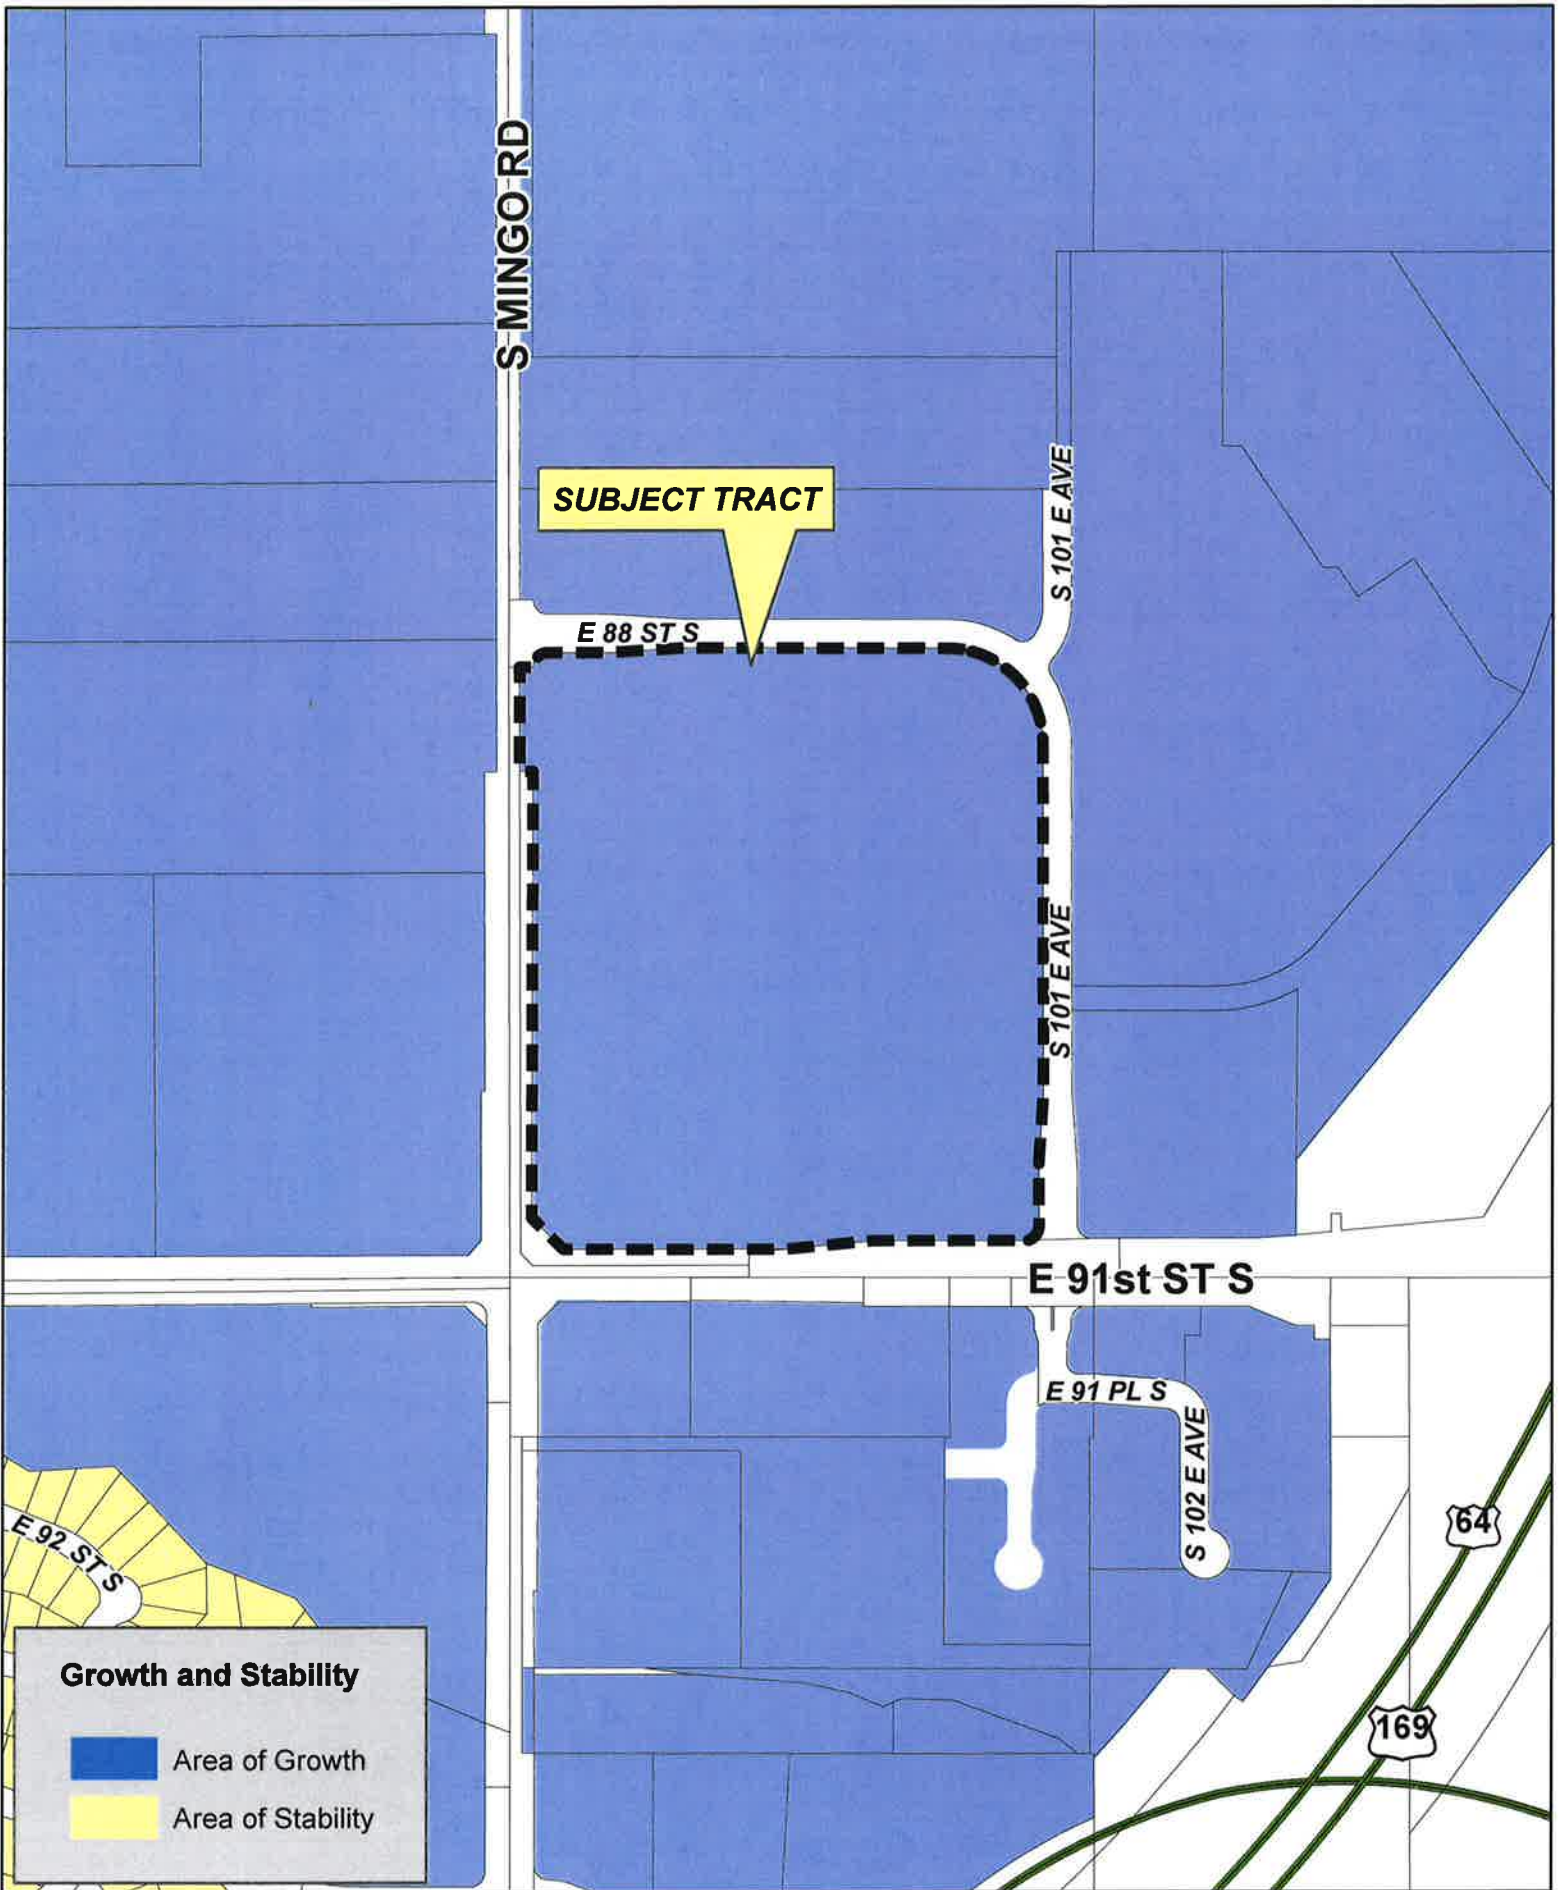 S MINGO RD
SUBJECT TRACT
S 101 E AVE
E 88 ST S
S 101 E AVE
E 91st ST S
E 91 PL S
S 102 E AVE
E 92 ST S
64
169
Growth and Stability
Area of Growth
Area of Stability